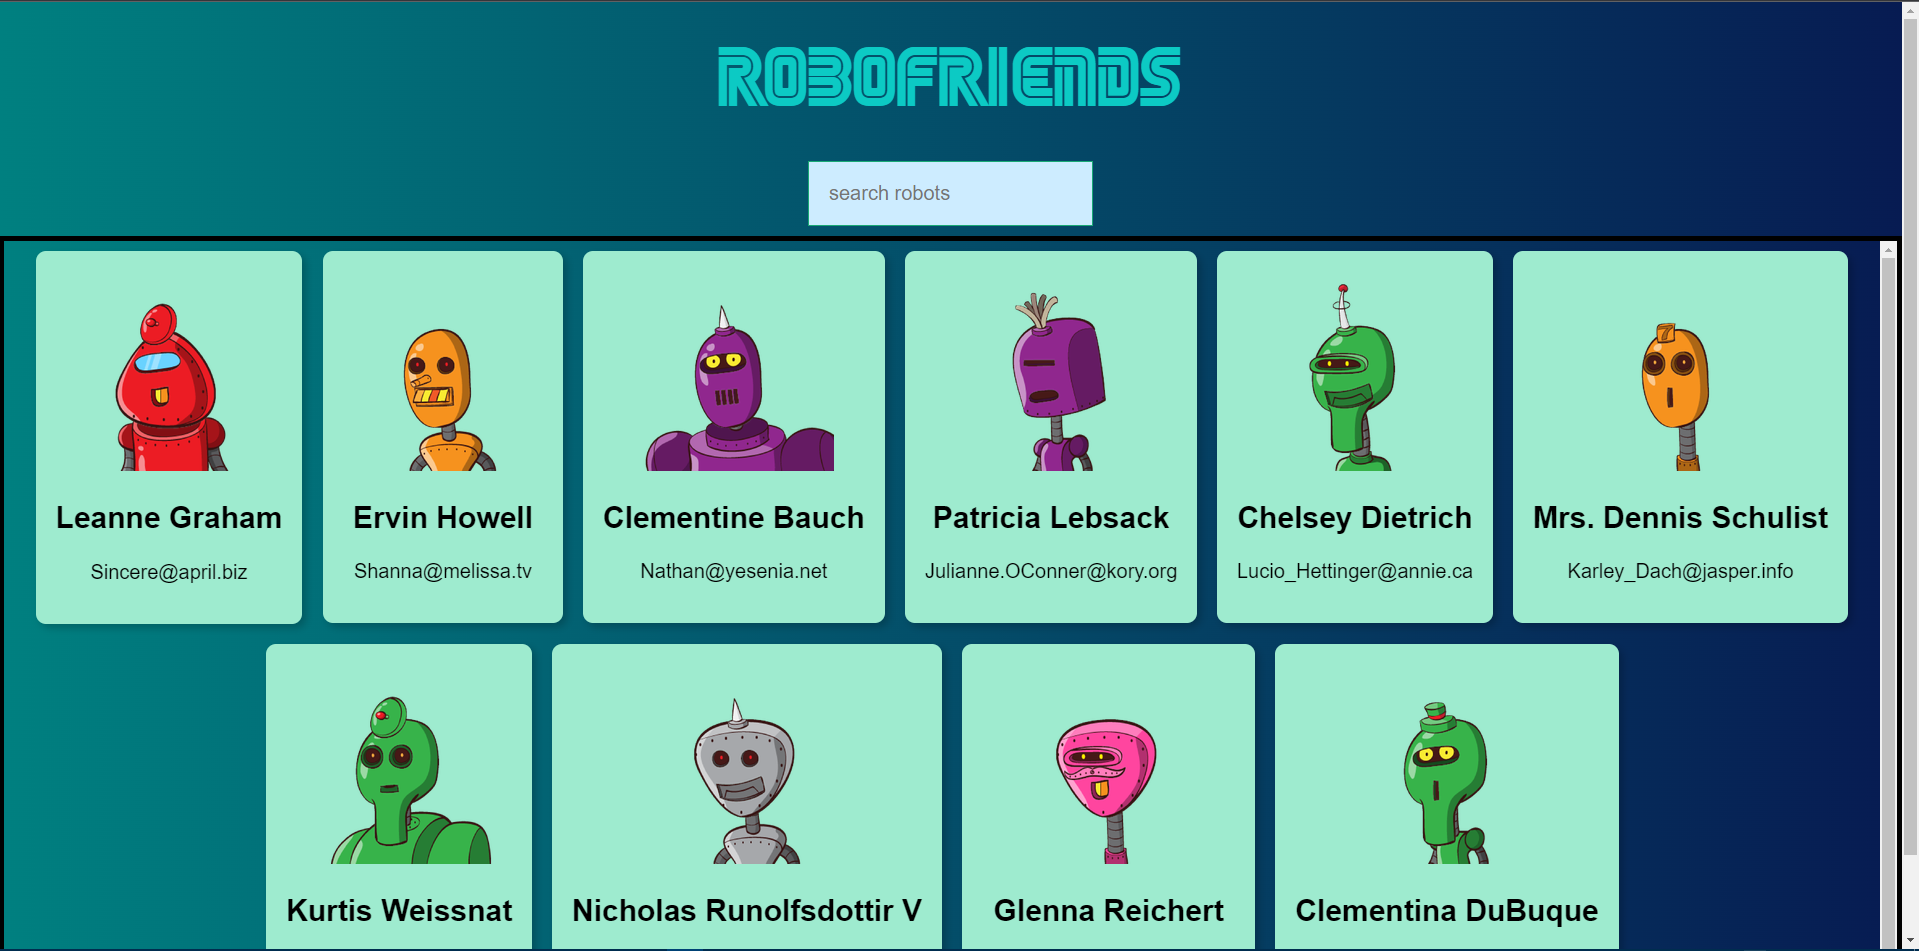 ROBOFRIENDS
search robots
Leanne Graham
Sincere@april.biz
Ervin Howell
Shanna@melissa.tv
Clementine Bauch
Nathan@yesenia.net
Patricia Lebsack
Julianne.OConner@kory.org
Chelsey Dietrich
Lucio_Hettinger@annie.ca
Mrs. Dennis Schulist
Karley_Dach@jasper.info
Kurtis Weissnat
Nicholas Runolfsdottir V
Glenna Reichert
Clementina DuBuque